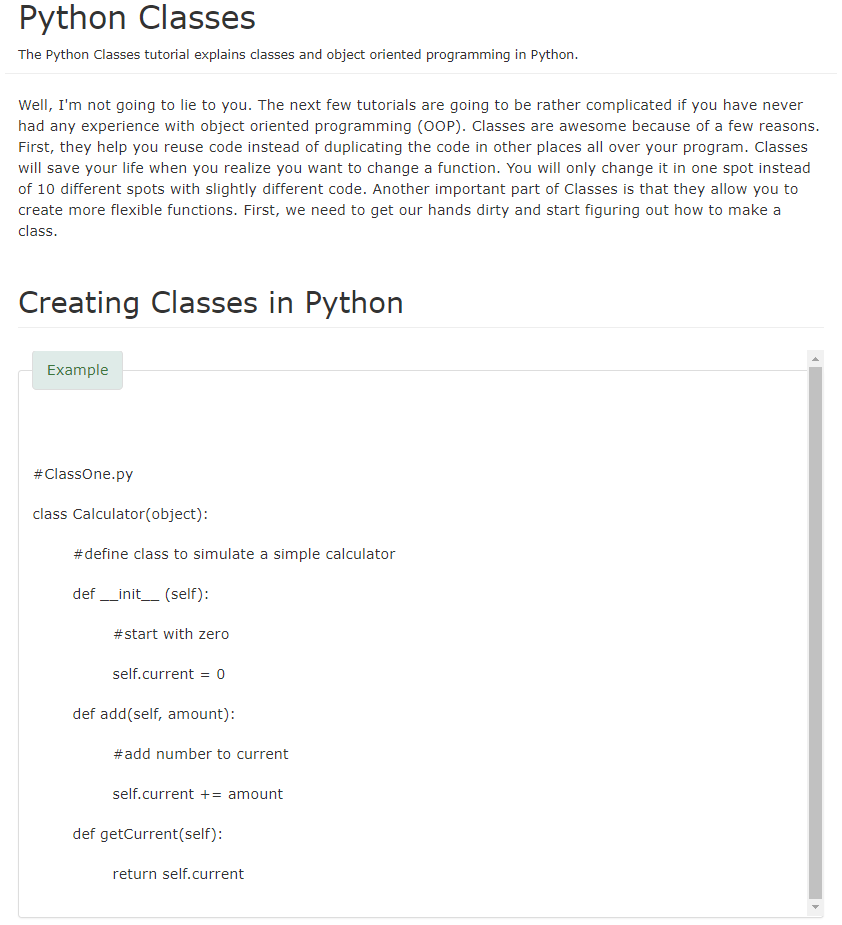 Python Classes
The Python Classes tutorial explains classes and object oriented programming in Python.
Well, I'm not going to lie to you. The next few tutorials are going to be rather complicated if you have never
had any experience with object oriented programming (OOP). Classes are awesome because of a few reasons.
First, they help you reuse code instead of duplicating the code in other places all over your program. Classes
will save your life when you realize you want to change a function. You will only change it in one spot instead
of 10 different spots with slightly different code. Another important part of Classes is that they allow you to
create more flexible functions. First, we need to get our hands dirty and start figuring out how to make a
class.
Creating Classes in Python
Example
#ClassOne.py
class Calculator(object):
#define class to simulate a simple calculator
def __init__ (self):
#start with zero
self.current = 0
def add(self, amount):
#add number to current
self.current += amount
def getCurrent(self):
return self.current